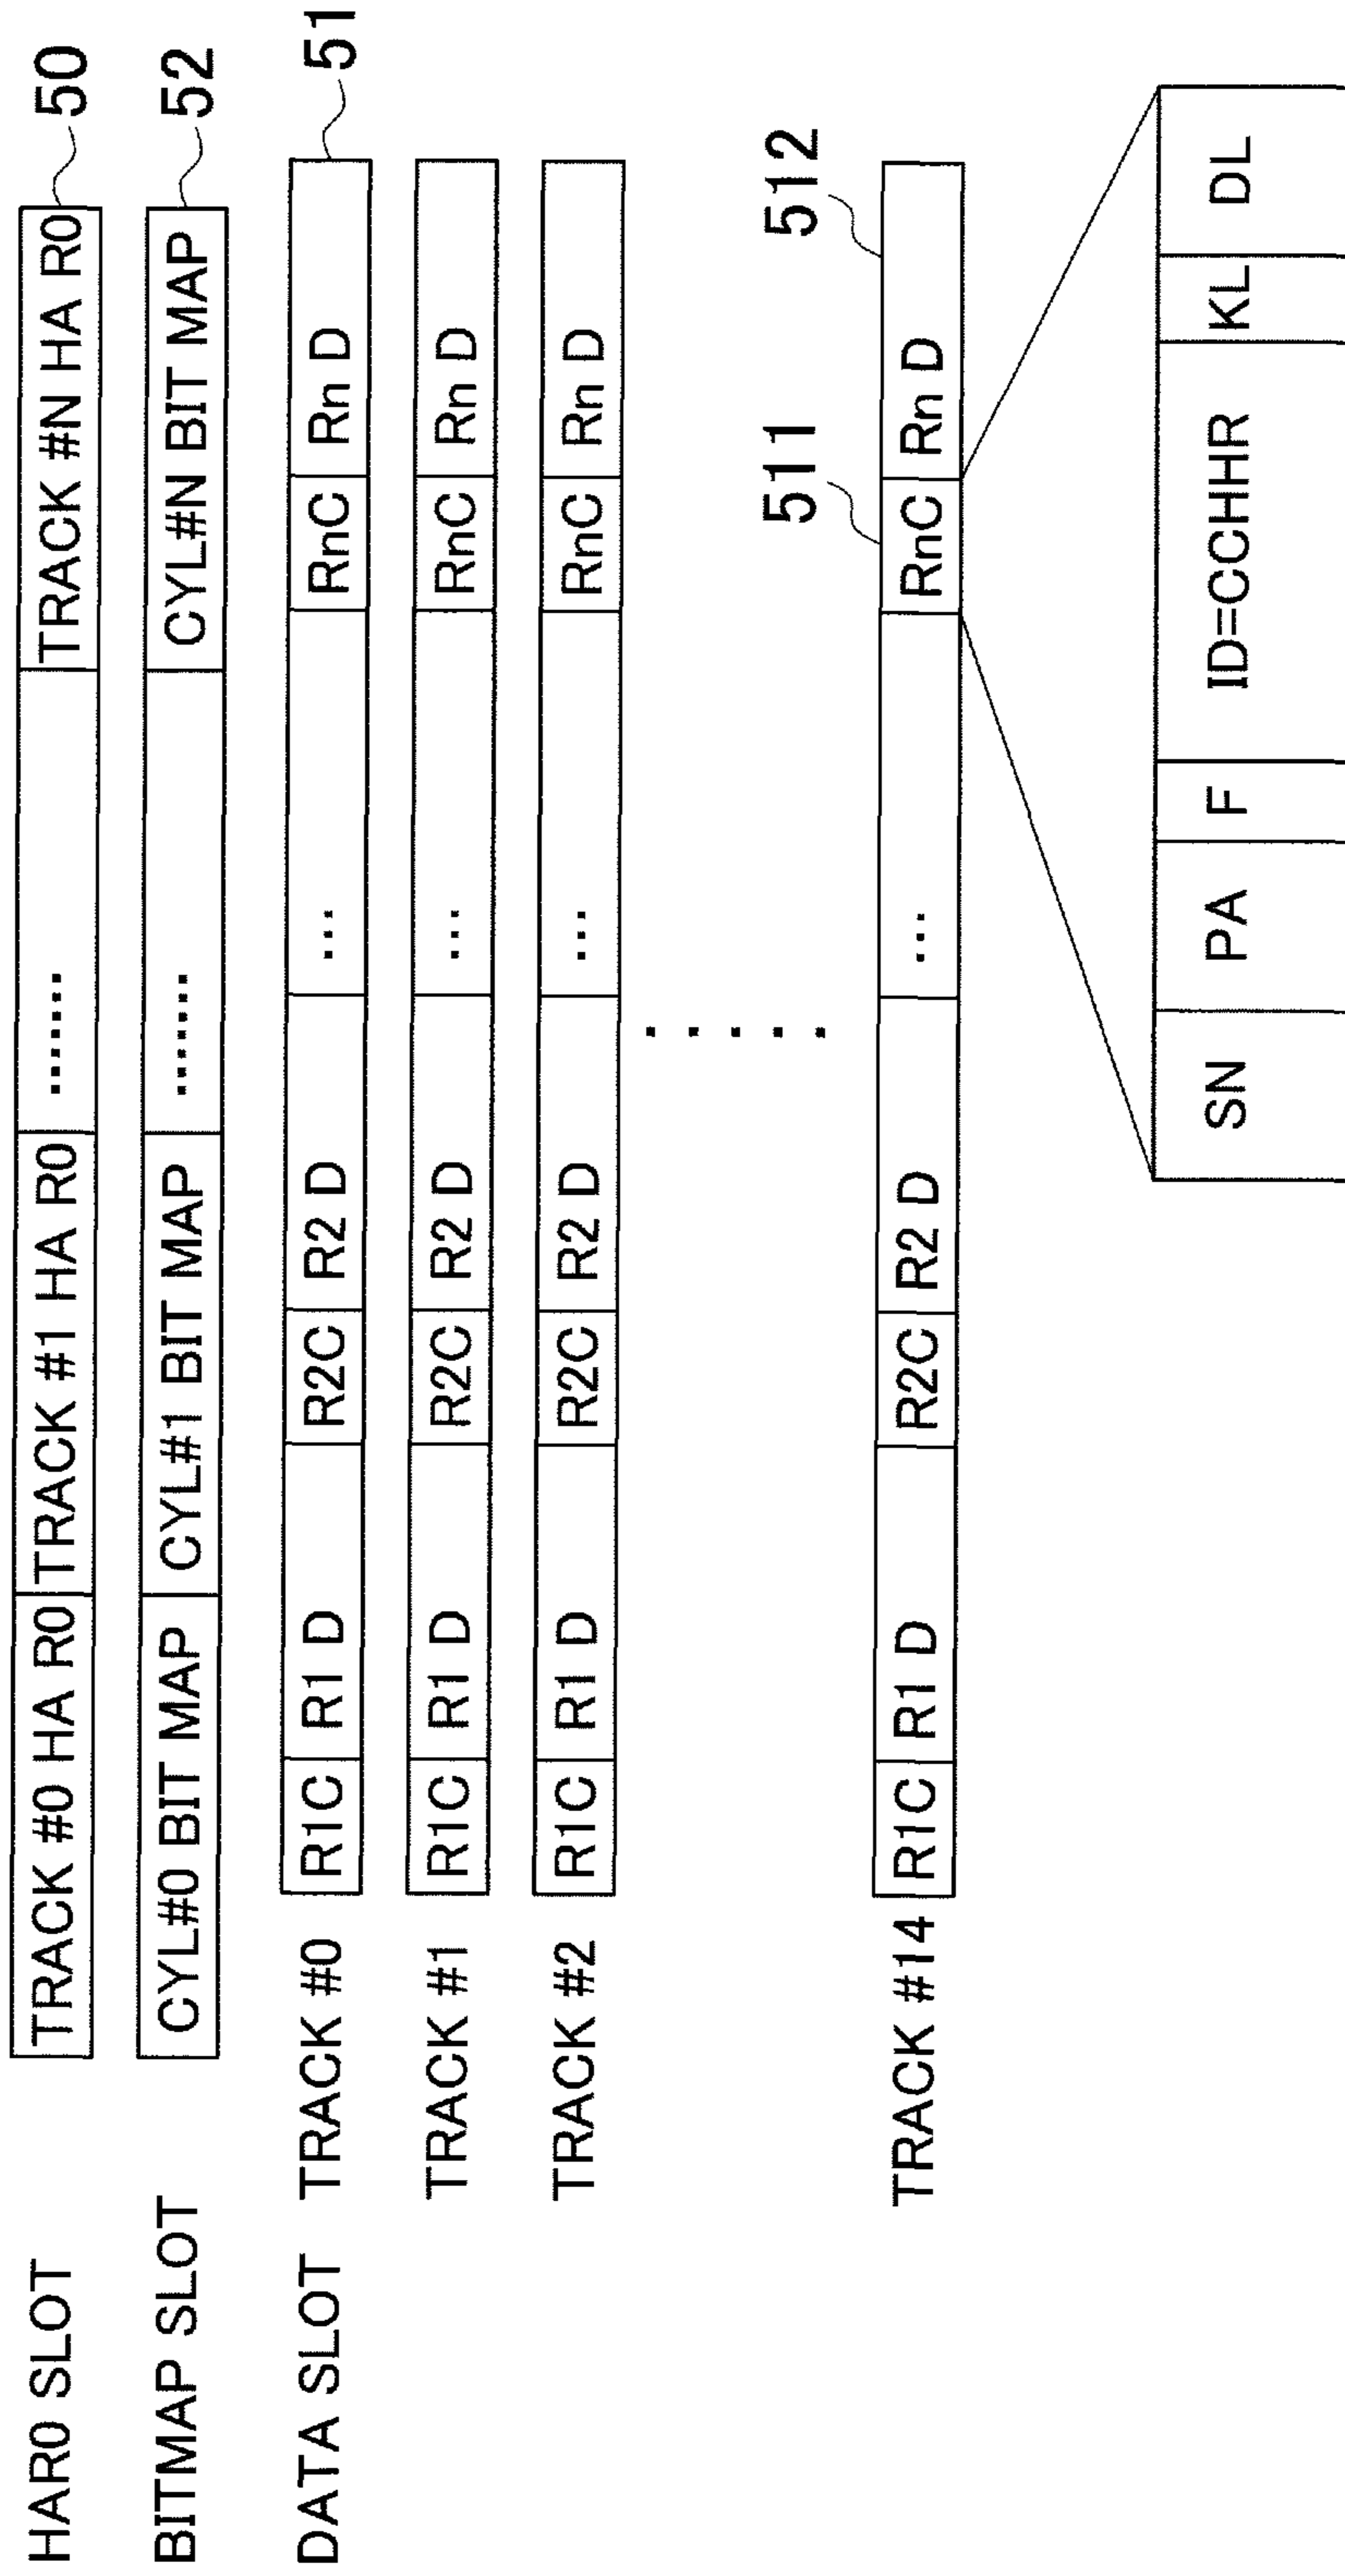 HAR0 SLOT TRACK #0 HA R0 TRACK #1 HA R0 ...... TRACK #N HA R0 50
BITMAP SLOT CYL#0 BIT MAP CYL#1 BIT MAP ....... CYL#N BIT MAP 52
DATA SLOT TRACK #0 R1C R1 D R2C R2 D ... RnC Rn D 51
TRACK #1 R1C R1 D R2C R2 D ... RnC Rn D
TRACK #2 R1C R1 D R2C R2 D ... RnC Rn D
.....
511 512
TRACK #14 R1C R1 D R2C R2 D ... RnC Rn D
SN PA F ID=CCHHR KL DL